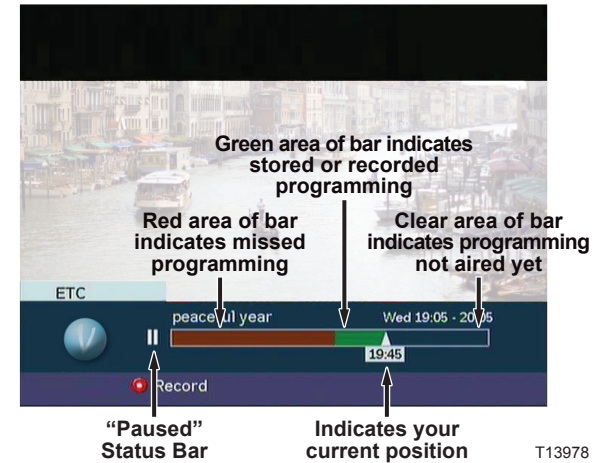 Green area of bar indicates
stored or recorded
programming
Red area of bar
indicates missed
programming
Clear area of bar
indicates programming
not aired yet
ETC
peaceful year
Wed 19:05 - 20:05
19:45
Record
“Paused”
Status Bar
Indicates your
current position
T13978